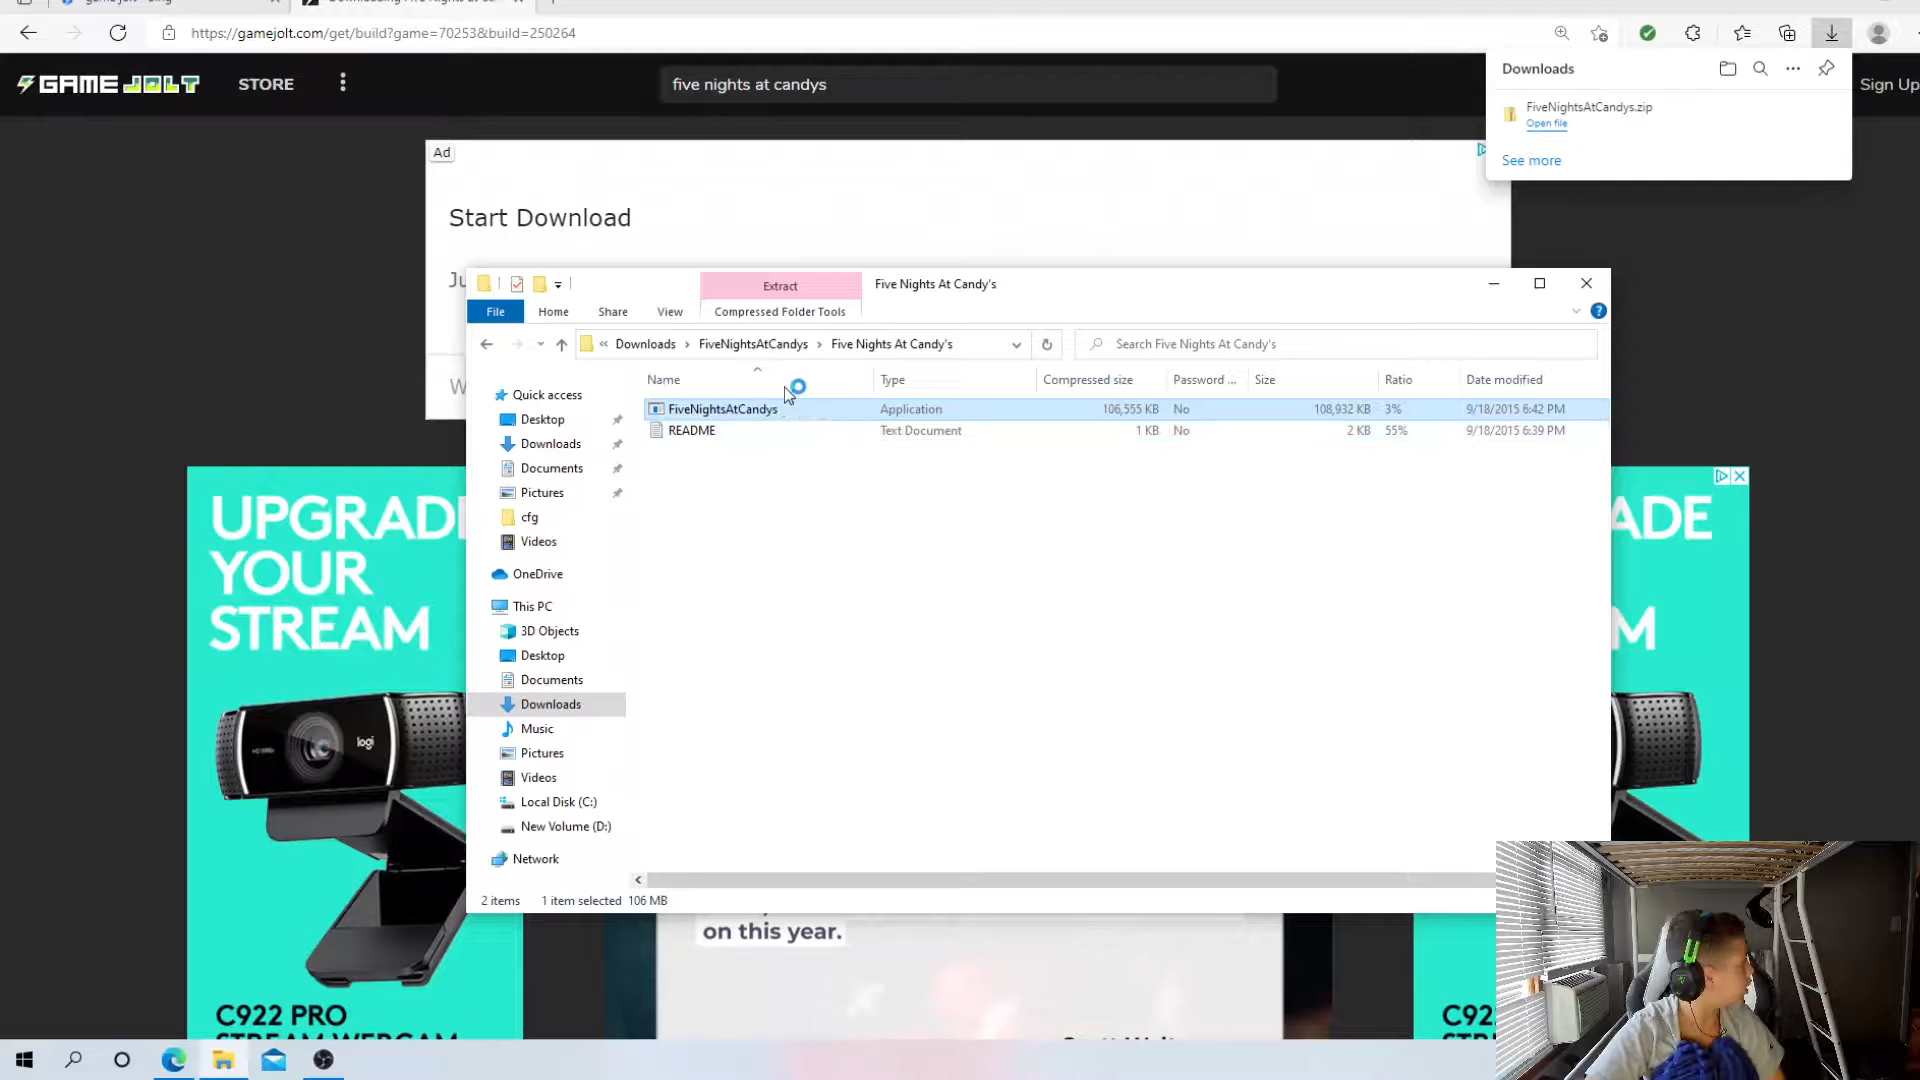 https://gamejolt.com/get/build?game=70253&build=250264
GAME JOLT
STORE
five nights at candys
Sign Up
Downloads
FiveNightsAtCandys.zip
Open file
See more
Ad
Start Download
Extract
Five Nights At Candy's
File
Home
Share
View
Compressed Folder Tools
« Downloads › FiveNightsAtCandys › Five Nights At Candy's
Search Five Nights At Candy's
Name
Type
Compressed size
Password ...
Size
Ratio
Date modified
FiveNightsAtCandys Application 106,555 KB No 108,932 KB 3% 9/18/2015 6:42 PM
README Text Document 1 KB No 2 KB 55% 9/18/2015 6:39 PM
Quick access
Desktop
Downloads
Documents
Pictures
cfg
Videos
OneDrive
This PC
3D Objects
Desktop
Documents
Downloads
Music
Pictures
Videos
Local Disk (C:)
New Volume (D:)
Network
2 items 1 item selected 106 MB
UPGRAD
YOUR
STREAM
logi
C922 PRO
STREAM WEBCAM
on this year.
ADE
M
C92